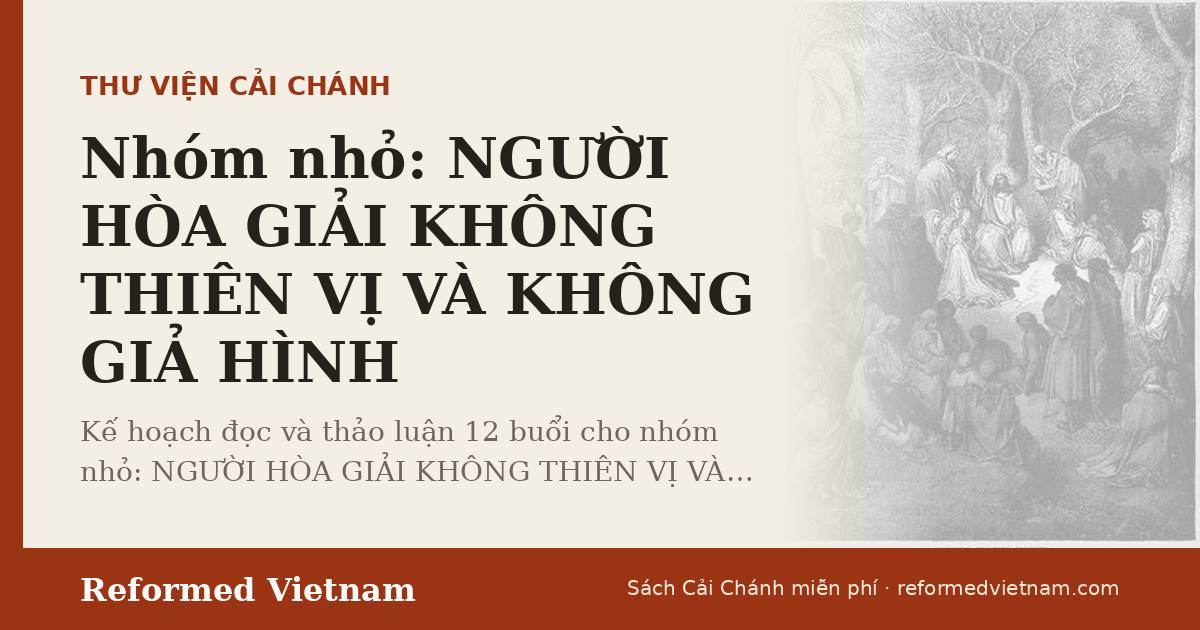 THƯ VIỆN CẢI CHÁNH
Nhóm nhỏ: NGƯỜI
HÒA GIẢI KHÔNG
THIÊN VỊ VÀ KHÔNG
GIẢ HÌNH
Kế hoạch đọc và thảo luận 12 buổi cho nhóm
nhỏ: NGƯỜI HÒA GIẢI KHÔNG THIÊN VỊ VÀ...
Reformed Vietnam
Sách Cải Chánh miễn phí · reformedvietnam.com